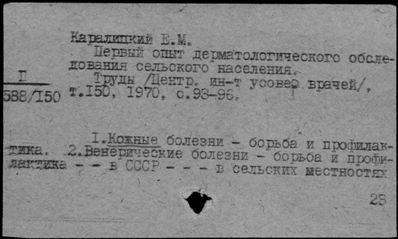 Каралицкий Е.М.
Первый опыт дерматологического обсле-
дования сельского населения.
П
Труды /Центр. ин-т усовер врачей/,
588/150
т.150, 1970, с.93-96.
1.Кожные болезни - борьба и профилак-
тика. 2.Венерические болезни - борьба и профи-
лактика - - в СССР - - - в сельских местностях
2Б